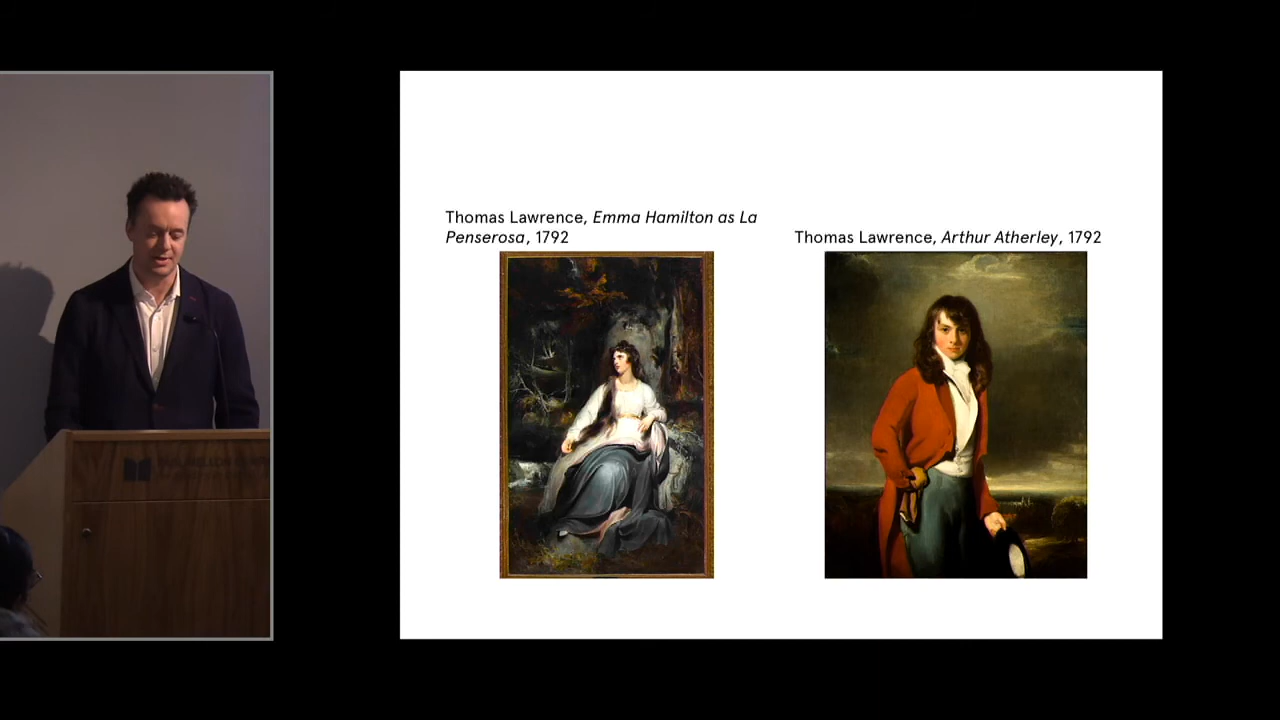 Thomas Lawrence, Emma Hamilton as La
Penserosa, 1792
Thomas Lawrence, Arthur Atherley, 1792